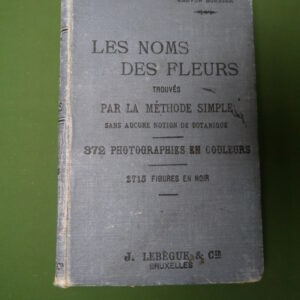 LES NOMS
DES FLEURS
TROUVÉS
PAR LA MÉTHODE SIMPLE
SANS AUCUNE NOTION DE BOTANIQUE
372 PHOTOGRAPHIES EN COULEURS
2715 FIGURES EN NOIR
J. LEBÈGUE & Cie
BRUXELLES